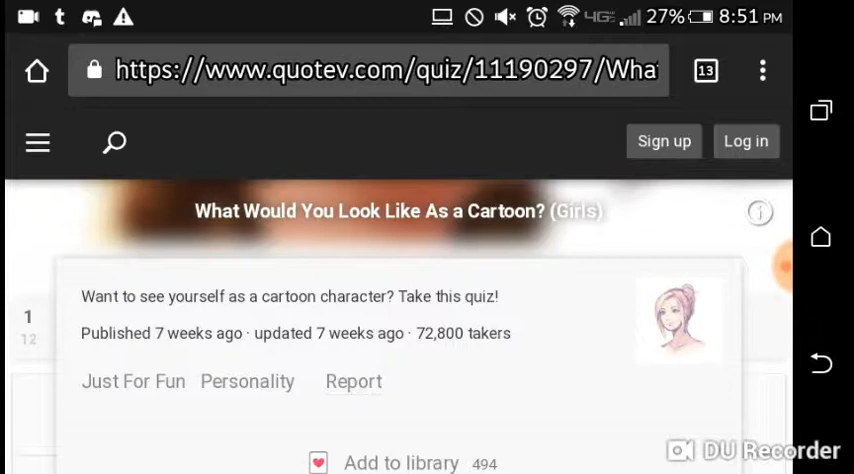 t 4G 27% 8:51 PM
https://www.quotev.com/quiz/11190297/Wha
13
Sign up Log in
What Would You Look Like As a Cartoon? (Girls)
i
Want to see yourself as a cartoon character? Take this quiz!
1
Published 7 weeks ago · updated 7 weeks ago · 72,800 takers
12
Just For Fun Personality Report
Add to library 494
DU Recorder